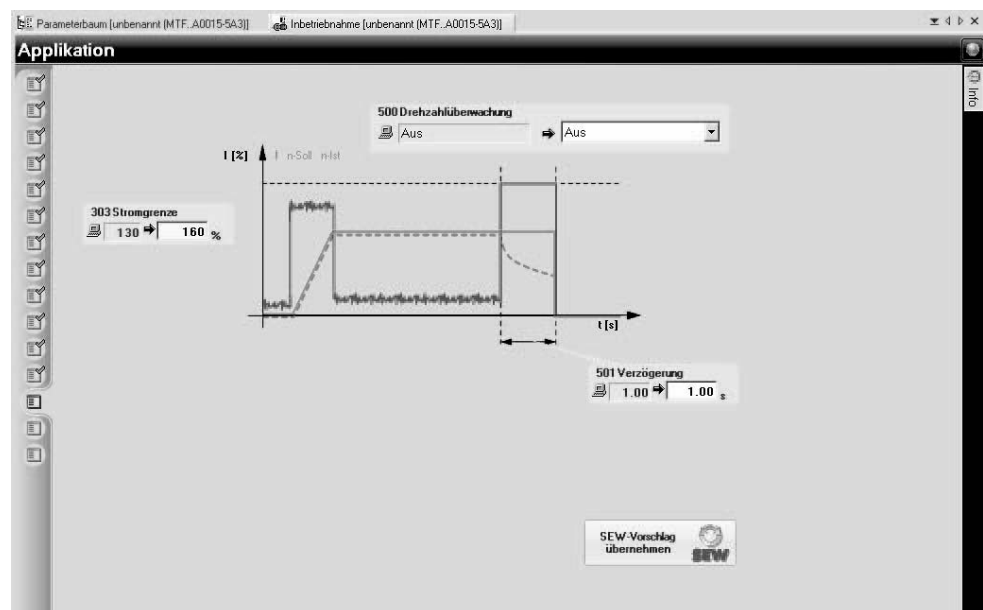 Parameterbaum [unbenannt (MTF..A0015-5A3)]
Inbetriebnahme [unbenannt (MTF..A0015-5A3)]
Applikation
Info
500 Drehzahlüberwachung
Aus
Aus
I [%]
I n-Soll n-Ist
303 Stromgrenze
130
160 %
t [s]
501 Verzögerung
1.00
1.00 s
SEW-Vorschlag
übernehmen
SEW